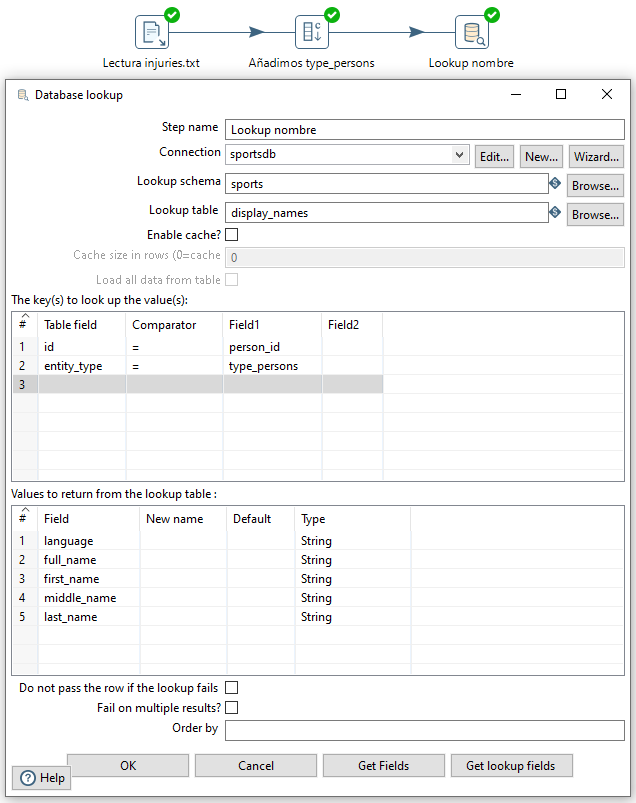 Lectura injuries.txt Añadimos type_persons Lookup nombre
Database lookup
Step name Lookup nombre
Connection sportsdb Edit... New... Wizard...
Lookup schema sports Browse...
Lookup table display_names Browse...
Enable cache?
Cache size in rows (0=cache 0
Load all data from table
The key(s) to look up the value(s):
# Table field Comparator Field1 Field2
1 id = person_id
2 entity_type = type_persons
3
Values to return from the lookup table :
# Field New name Default Type
1 language String
2 full_name String
3 first_name String
4 middle_name String
5 last_name String
Do not pass the row if the lookup fails
Fail on multiple results?
Order by
OK Cancel Get Fields Get lookup fields
Help